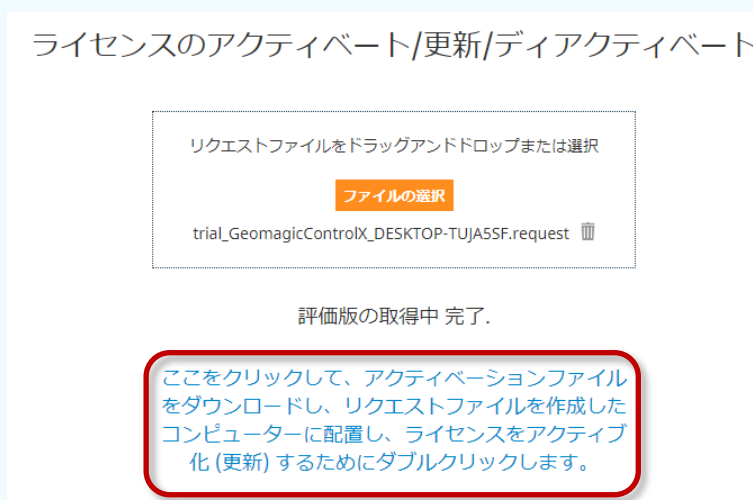 ライセンスのアクティベート/更新/ディアクティベート
リクエストファイルをドラッグアンドドロップまたは選択
ファイルの選択
trial_GeomagicControlX_DESKTOP-TUJA5SF.request
評価版の取得中 完了.
ここをクリックして、アクティベーションファイル
をダウンロードし、リクエストファイルを作成した
コンピューターに配置し、ライセンスをアクティブ
化 (更新) するためにダブルクリックします。